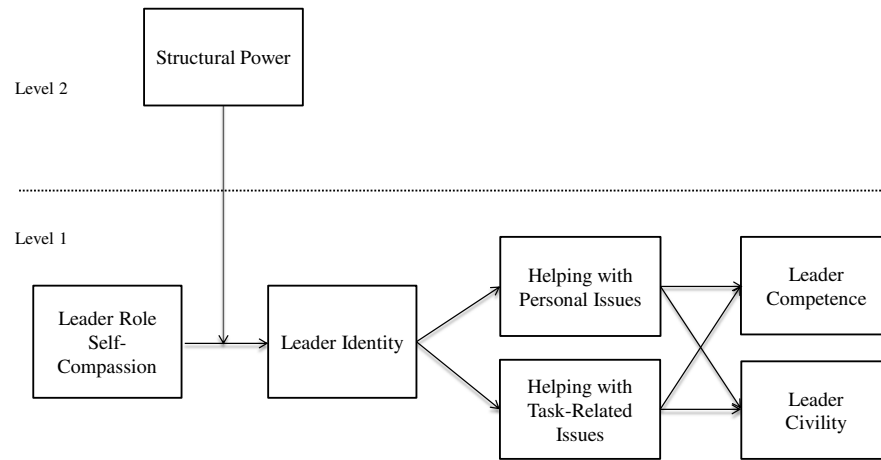 Structural Power
Level 2
Level 1
Leader Role
Self-
Compassion
Leader Identity
Helping with
Personal Issues
Helping with
Task-Related
Issues
Leader
Competence
Leader
Civility